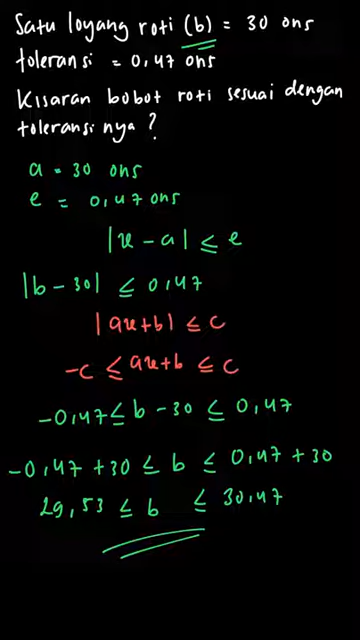 Satu loyang roti (b) = 30 ons
toleransi = 0,47 ons
Kisaran bobot roti sesuai dengan
toleransi nya ?
a = 30 ons
e = 0,47 ons
|x - a| ≤ e
|b - 30| ≤ 0,47
|ax + b| ≤ c
-c ≤ ax + b ≤ c
-0,47 ≤ b - 30 ≤ 0,47
-0,47 + 30 ≤ b ≤ 0,47 + 30
29,53 ≤ b ≤ 30,47